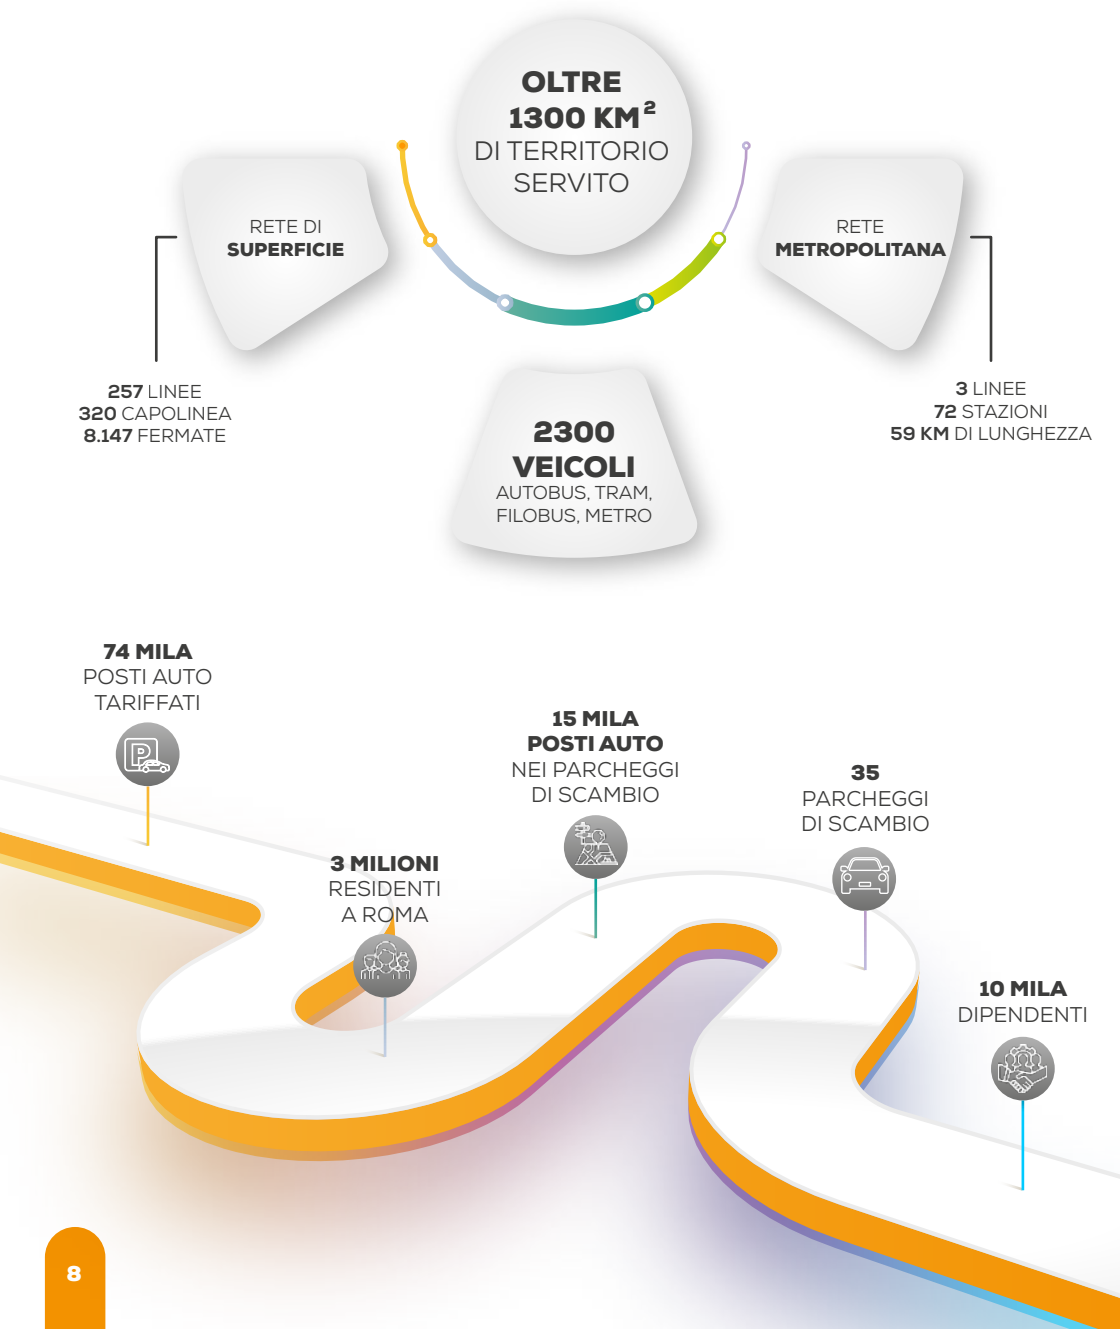 OLTRE
1300 KM²
DI TERRITORIO
SERVITO
RETE DI
SUPERFICIE
RETE
METROPOLITANA
257 LINEE
320 CAPOLINEA
8.147 FERMATE
3 LINEE
72 STAZIONI
59 KM DI LUNGHEZZA
2300
VEICOLI
AUTOBUS, TRAM,
FILOBUS, METRO
74 MILA
POSTI AUTO
TARIFFATI
P
3 MILIONI
RESIDENTI
A ROMA
15 MILA
POSTI AUTO
NEI PARCHEGGI
DI SCAMBIO
35
PARCHEGGI
DI SCAMBIO
10 MILA
DIPENDENTI
8